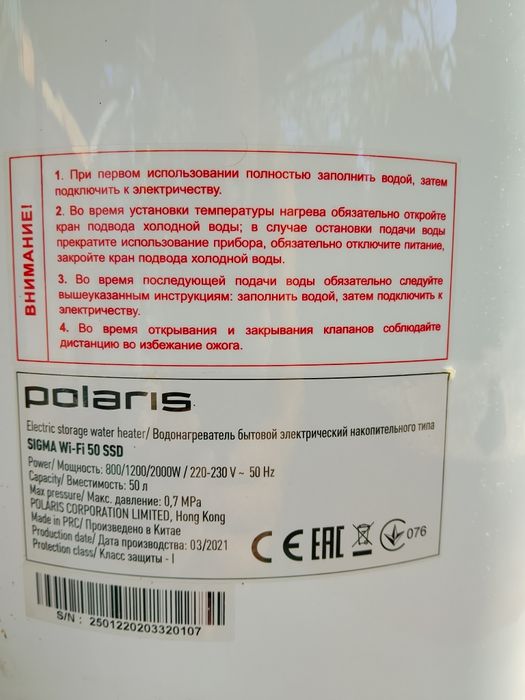 ВНИМАНИЕ!
1. При первом использовании полностью заполнить водой, затем
подключить к электричеству.
2. Во время установки температуры нагрева обязательно откройте
кран подвода холодной воды; в случае остановки подачи воды
прекратите использование прибора, обязательно отключите питание,
закройте кран подвода холодной воды.
3. Во время последующей подачи воды обязательно следуйте
вышеуказанным инструкциям: заполнить водой, затем подключить к
электричеству.
4. Во время открывания и закрывания клапанов соблюдайте
дистанцию во избежание ожога.
polaris
Electric storage water heater/ Водонагреватель бытовой электрический накопительного типа
SIGMA Wi-Fi 50 SSD
Power/ Мощность: 800/1200/2000W / 220-230 V ~ 50 Hz
Capacity/ Вместимость: 50 л
Max pressure/ Макс. давление: 0,7 MPa
POLARIS CORPORATION LIMITED, Hong Kong
Made in PRC/ Произведено в Китае
Production date/ Дата производства: 03/2021
Protection class/ Класс защиты - I
CE EAC 076
S/N : 2501220203320107